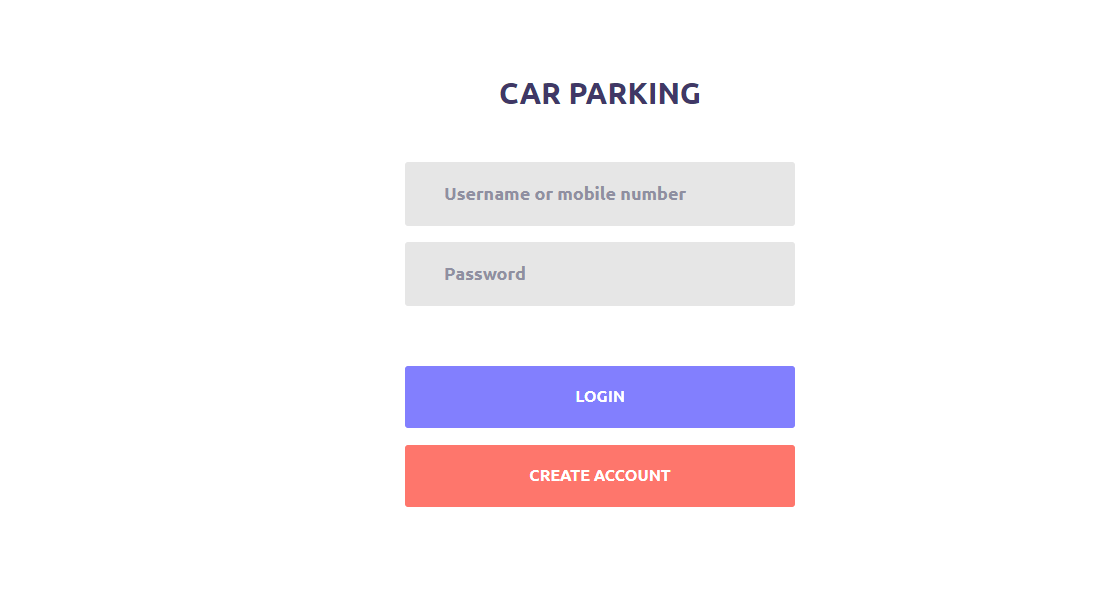 CAR PARKING
Username or mobile number
Password
LOGIN
CREATE ACCOUNT